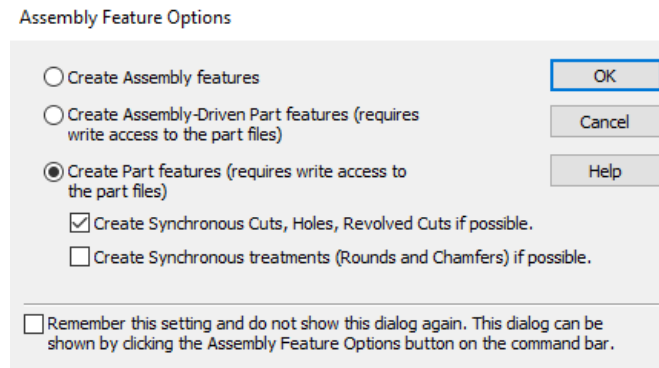 Assembly Feature Options
Create Assembly features
OK
Create Assembly-Driven Part features (requires
write access to the part files)
Cancel
Create Part features (requires write access to
the part files)
Help
Create Synchronous Cuts, Holes, Revolved Cuts if possible.
Create Synchronous treatments (Rounds and Chamfers) if possible.
Remember this setting and do not show this dialog again. This dialog can be
shown by clicking the Assembly Feature Options button on the command bar.